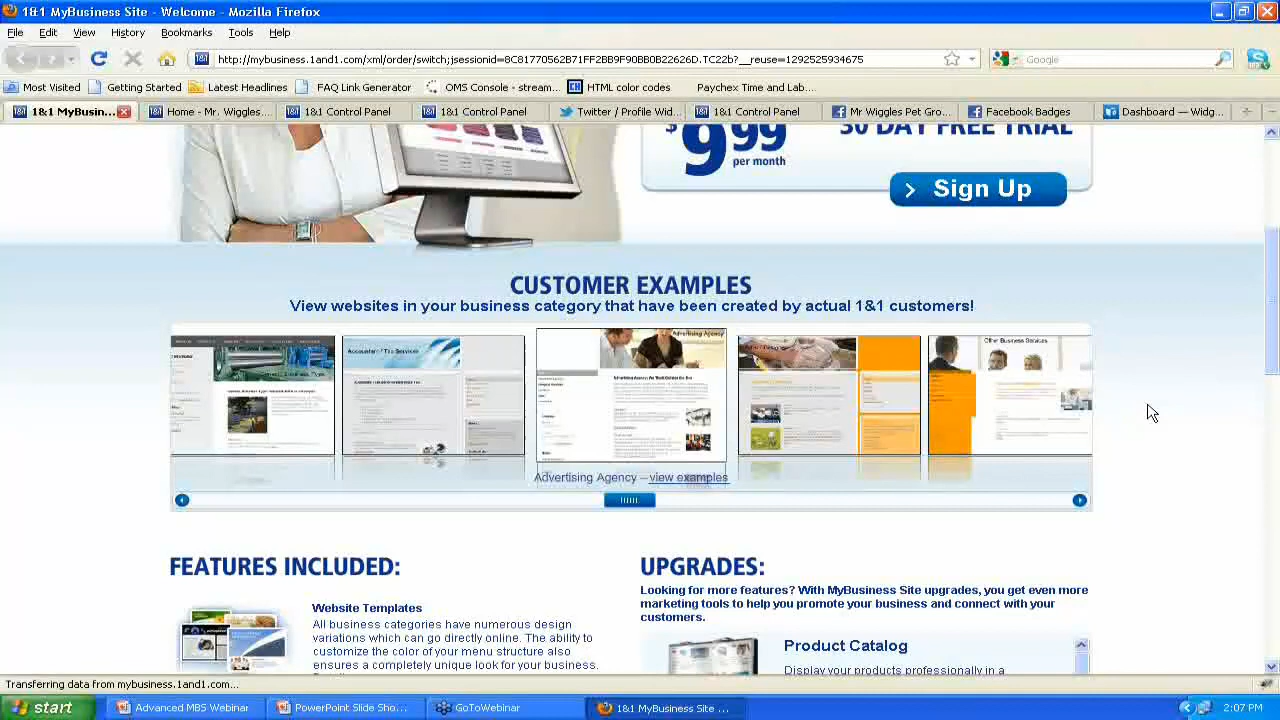 1&1 MyBusiness Site - Welcome - Mozilla Firefox
File Edit View History Bookmarks Tools Help
http://mybusiness.1and1.com/xml/order/switch;jsessionid=
?__reuse=1292525934675
Google
Most Visited Getting Started Latest Headlines FAQ Link Generator OMS Console - stream... HTML color codes Paychex Time and Lab...
1&1 MyBusin... Home - Mr. Wiggles... 1&1 Control Panel 1&1 Control Panel Twitter / Profile Wid... 1&1 Control Panel Mr Wiggles Pet Gro... Facebook Badges Dashboard — Widg...
$9.99 30 DAY FREE TRIAL
per month
> Sign Up
CUSTOMER EXAMPLES
View websites in your business category that have been created by actual 1&1 customers!
Accountant / Tax Services
Advertising Agency
Other Business Services
Advertising Agency – view examples
FEATURES INCLUDED:
UPGRADES:
Looking for more features? With MyBusiness Site upgrades, you get even more
marketing tools to help you promote your business and connect with your
customers.
Website Templates
All business categories have numerous design
variations that can go directly online. The ability to
customize the color of your menu structure also
ensures a completely unique look for your business.
Product Catalog
Display your products professionally in a
Transferring data from mybusiness.1and1.com...
start Advanced MBS Webinar PowerPoint Slide Sho... GoToWebinar 1&1 MyBusiness Site ... 2:07 PM